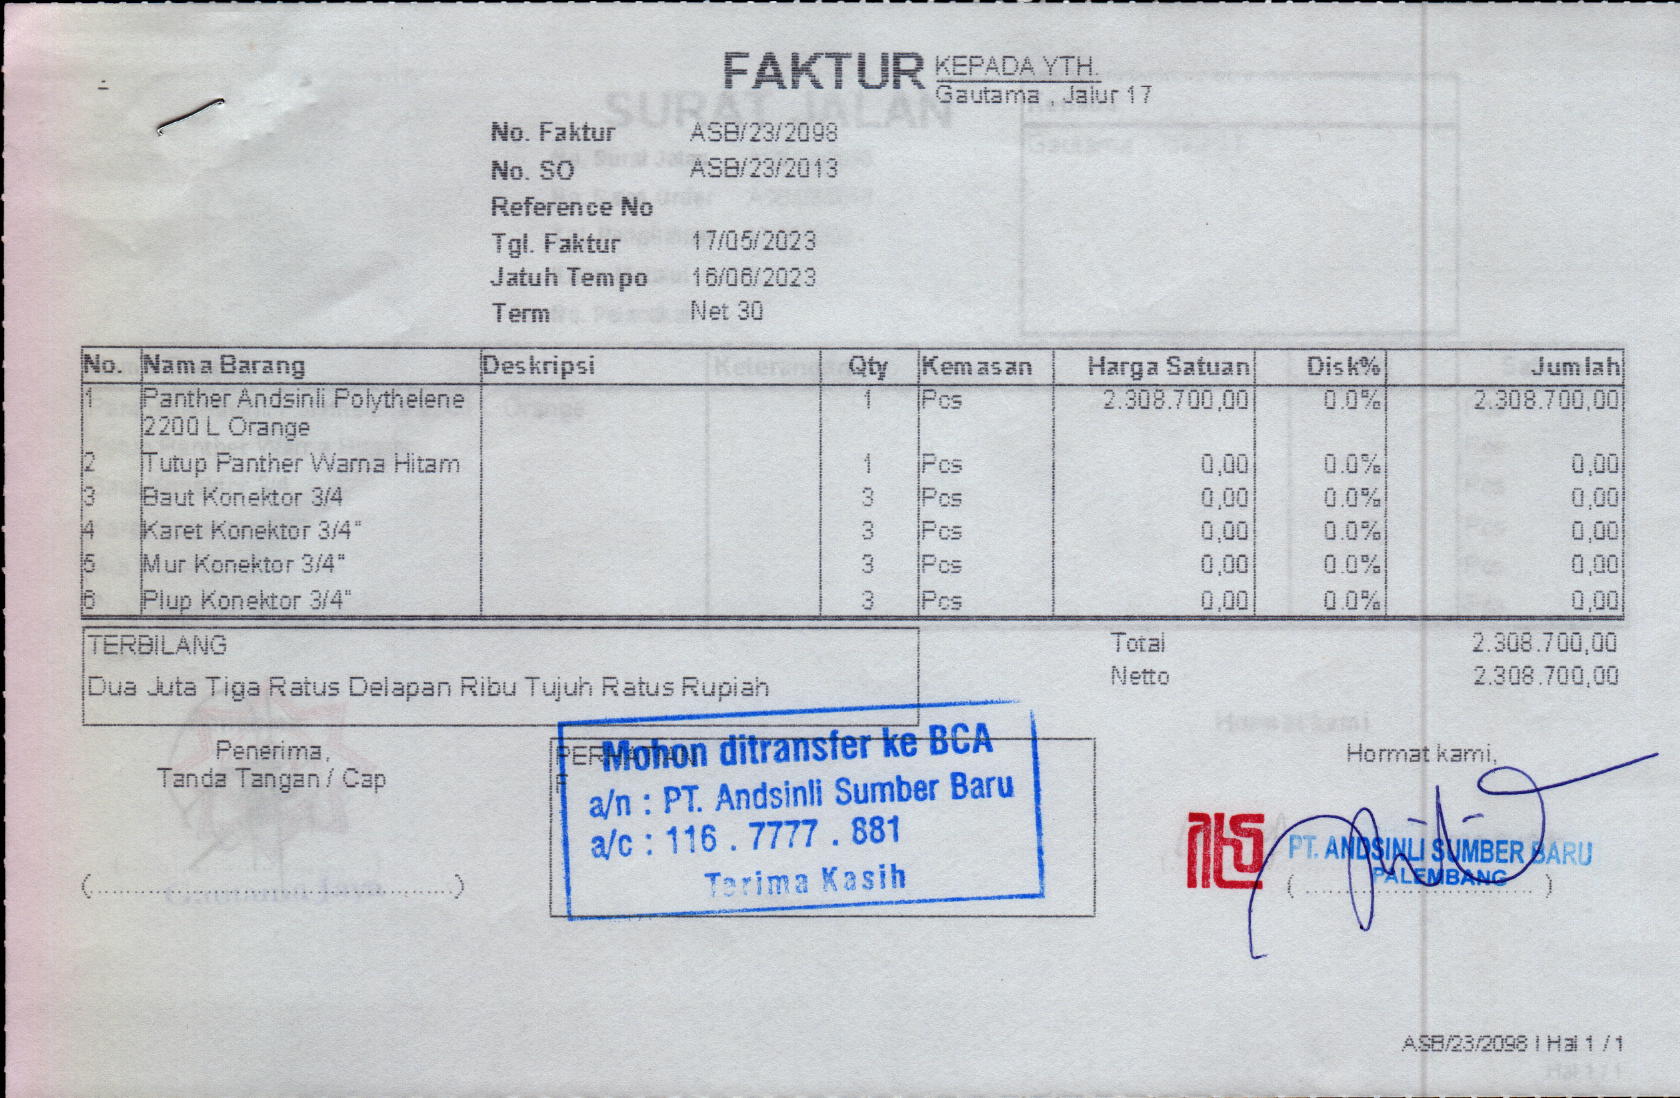 FAKTUR
KEPADA YTH.
Gautama , Jalur 17
No. Faktur ASB/23/2098
No. SO ASB/23/2013
Reference No
Tgl. Faktur 17/05/2023
Jatuh Tempo 16/06/2023
Term Net 30
No. Nama Barang Deskripsi Qty Kemasan Harga Satuan Disk% Jumlah
1 Panther Andsinli Polythelene 1 Pcs 2.308.700,00 0.0% 2.308.700,00
2200 L Orange
2 Tutup Panther Warna Hitam 1 Pcs 0,00 0.0% 0,00
3 Baut Konektor 3/4 3 Pcs 0,00 0.0% 0,00
4 Karet Konektor 3/4" 3 Pcs 0,00 0.0% 0,00
5 Mur Konektor 3/4" 3 Pcs 0,00 0.0% 0,00
6 Plup Konektor 3/4" 3 Pcs 0,00 0.0% 0,00
TERBILANG
Dua Juta Tiga Ratus Delapan Ribu Tujuh Ratus Rupiah
Total 2.308.700,00
Netto 2.308.700,00
Penerima,
Tanda Tangan / Cap
(..................................................)
Mohon ditransfer ke BCA
a/n : PT. Andsinli Sumber Baru
a/c : 116 . 7777 . 881
Terima Kasih
Hormat kami,
PT. ANDSINLI SUMBER BARU
PALEMBANG
( .................................. )
ASB/23/2098 | Hal 1 / 1
SURAT JALAN